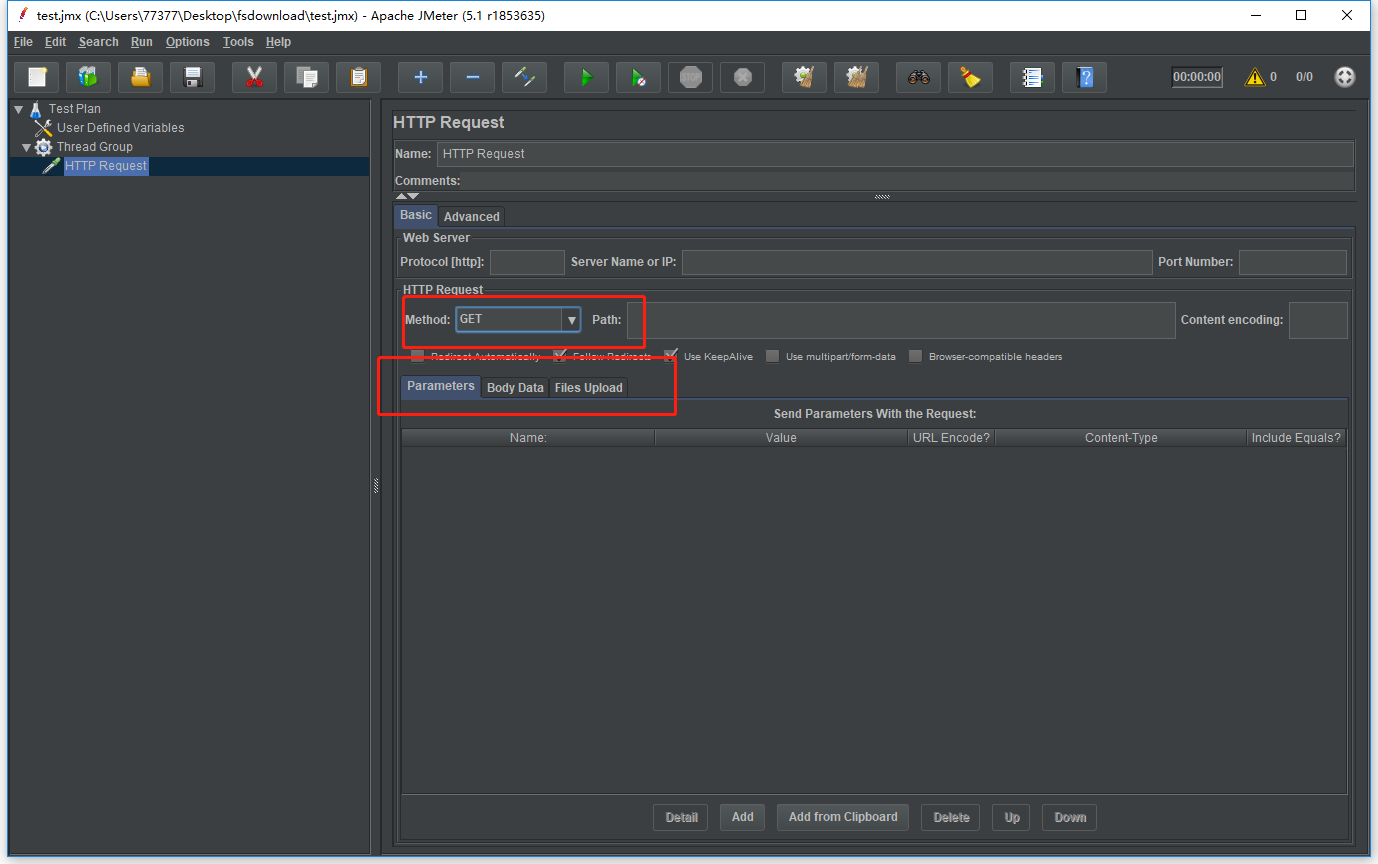 test.jmx (C:\Users\77377\Desktop\fsdownload\test.jmx) - Apache JMeter (5.1 r1853635)
File Edit Search Run Options Tools Help
STOP 00:00:00 0 0/0
Test Plan
User Defined Variables
Thread Group
HTTP Request
HTTP Request
Name: HTTP Request
Comments:
Basic Advanced
Web Server
Protocol [http]: Server Name or IP: Port Number:
HTTP Request
Method: GET Path: Content encoding:
Redirect Automatically Follow Redirects Use KeepAlive Use multipart/form-data Browser-compatible headers
Parameters Body Data Files Upload
Send Parameters With the Request:
Name: Value URL Encode? Content-Type Include Equals?
Detail Add Add from Clipboard Delete Up Down